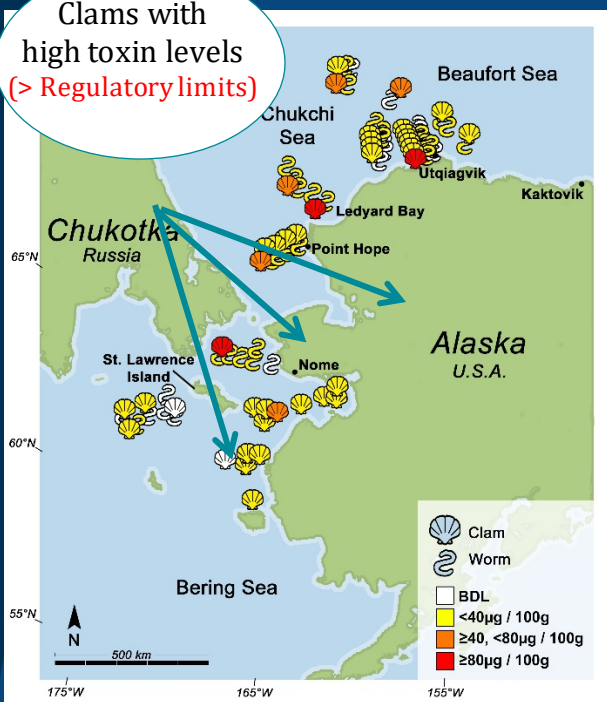 Clams with
high toxin levels
(> Regulatory limits)
Beaufort Sea
Chukchi
Sea
Utqiagvik
Kaktovik
Ledyard Bay
Chukotka
Russia
65°N
Point Hope
Alaska
U.S.A.
St. Lawrence
Island
Nome
60°N
Clam
Worm
BDL
<40µg / 100g
≥40, <80µg / 100g
≥80µg / 100g
Bering Sea
55°N
N
500 km
175°W
165°W
155°W